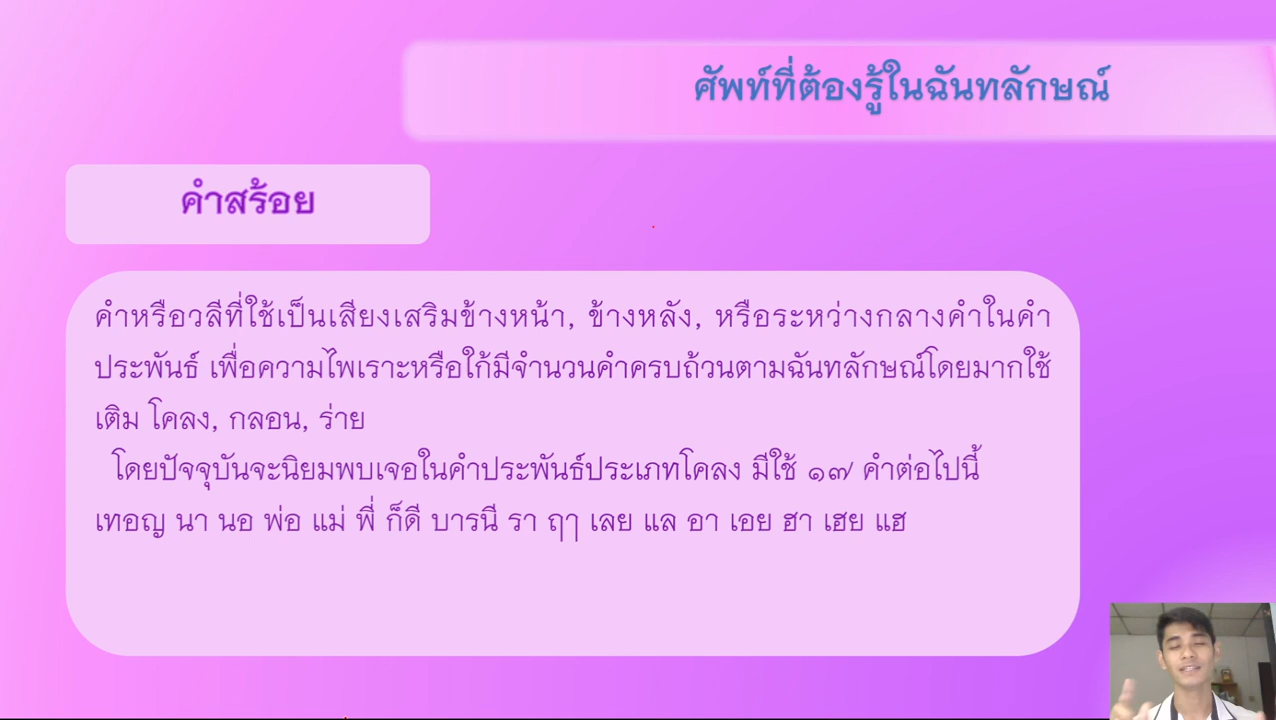 ศัพท์ที่ต้องรู้ในฉันทลักษณ์
คำสร้อย
คำหรือวลีที่ใช้เป็นเสียงเสริมข้างหน้า, ข้างหลัง, หรือระหว่างกลางคำในคำ
ประพันธ์ เพื่อความไพเราะหรือใก้มีจำนวนคำครบถ้วนตามฉันทลักษณ์โดยมากใช้
เติม โคลง, กลอน, ร่าย
โดยปัจจุบันจะนิยมพบเจอในคำประพันธ์ประเภทโคลง มีใช้ ๑๗ คำต่อไปนี้
เทอญ นา นอ พ่อ แม่ พี่ ก็ดี บารนี รา ฤๅ เลย แล อา เอย ฮา เฮย แฮ